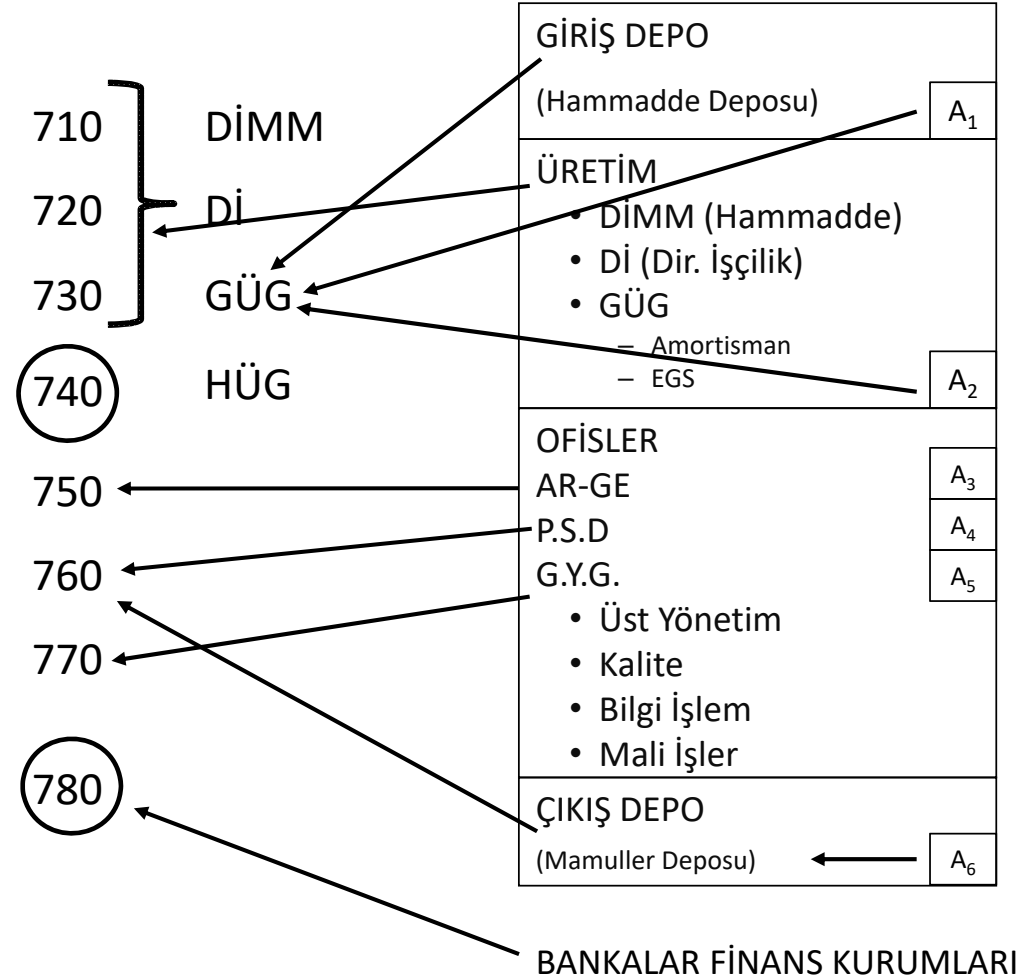 710 DİMM
720 Dİ
730 GÜG
740 HÜG
750
760
770
780
GİRİŞ DEPO
(Hammadde Deposu) A₁
ÜRETİM
• DİMM (Hammadde)
• Dİ (Dir. İşçilik)
• GÜG
– Amortisman
– EGS A₂
OFİSLER
AR-GE A₃
P.S.D A₄
G.Y.G. A₅
• Üst Yönetim
• Kalite
• Bilgi İşlem
• Mali İşler
ÇIKIŞ DEPO
(Mamuller Deposu) A₆
BANKALAR FİNANS KURUMLARI